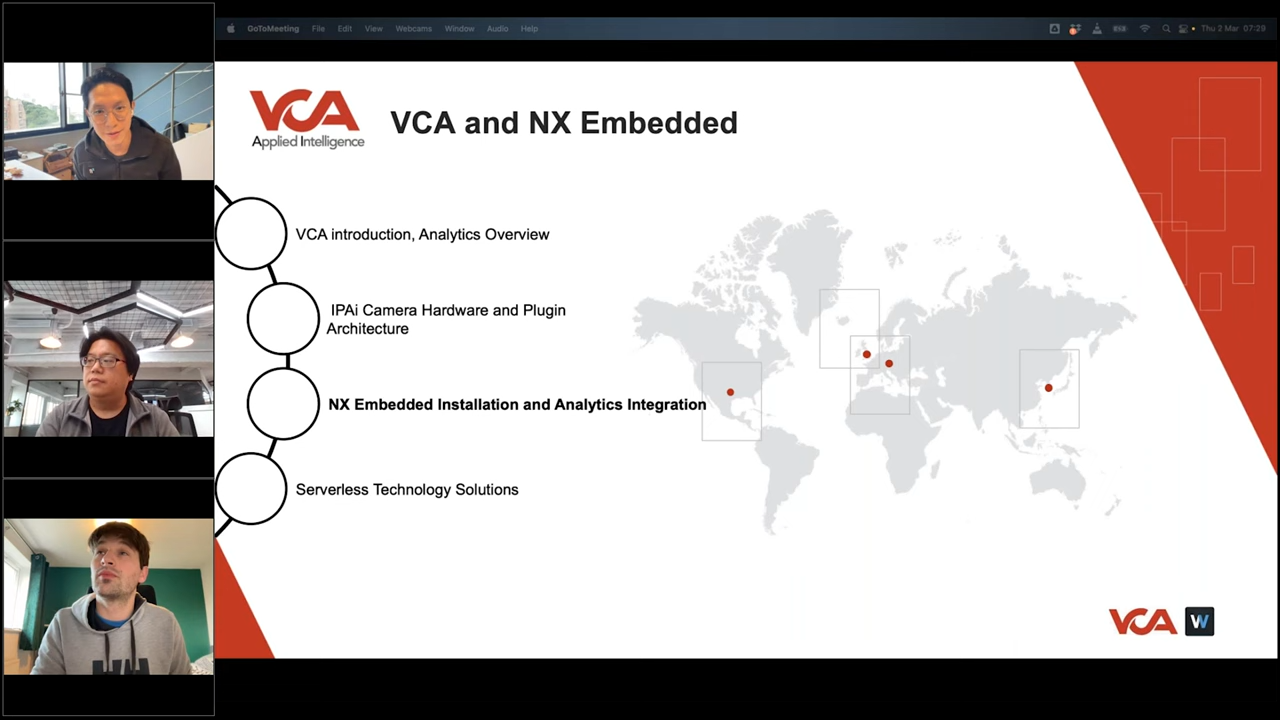 GoToMeeting File Edit View Webcams Window Audio Help
Thu 2 Mar 07:29
VCA
Applied Intelligence
VCA and NX Embedded
VCA introduction, Analytics Overview
IPAi Camera Hardware and Plugin
Architecture
NX Embedded Installation and Analytics Integration
Serverless Technology Solutions
VCA W